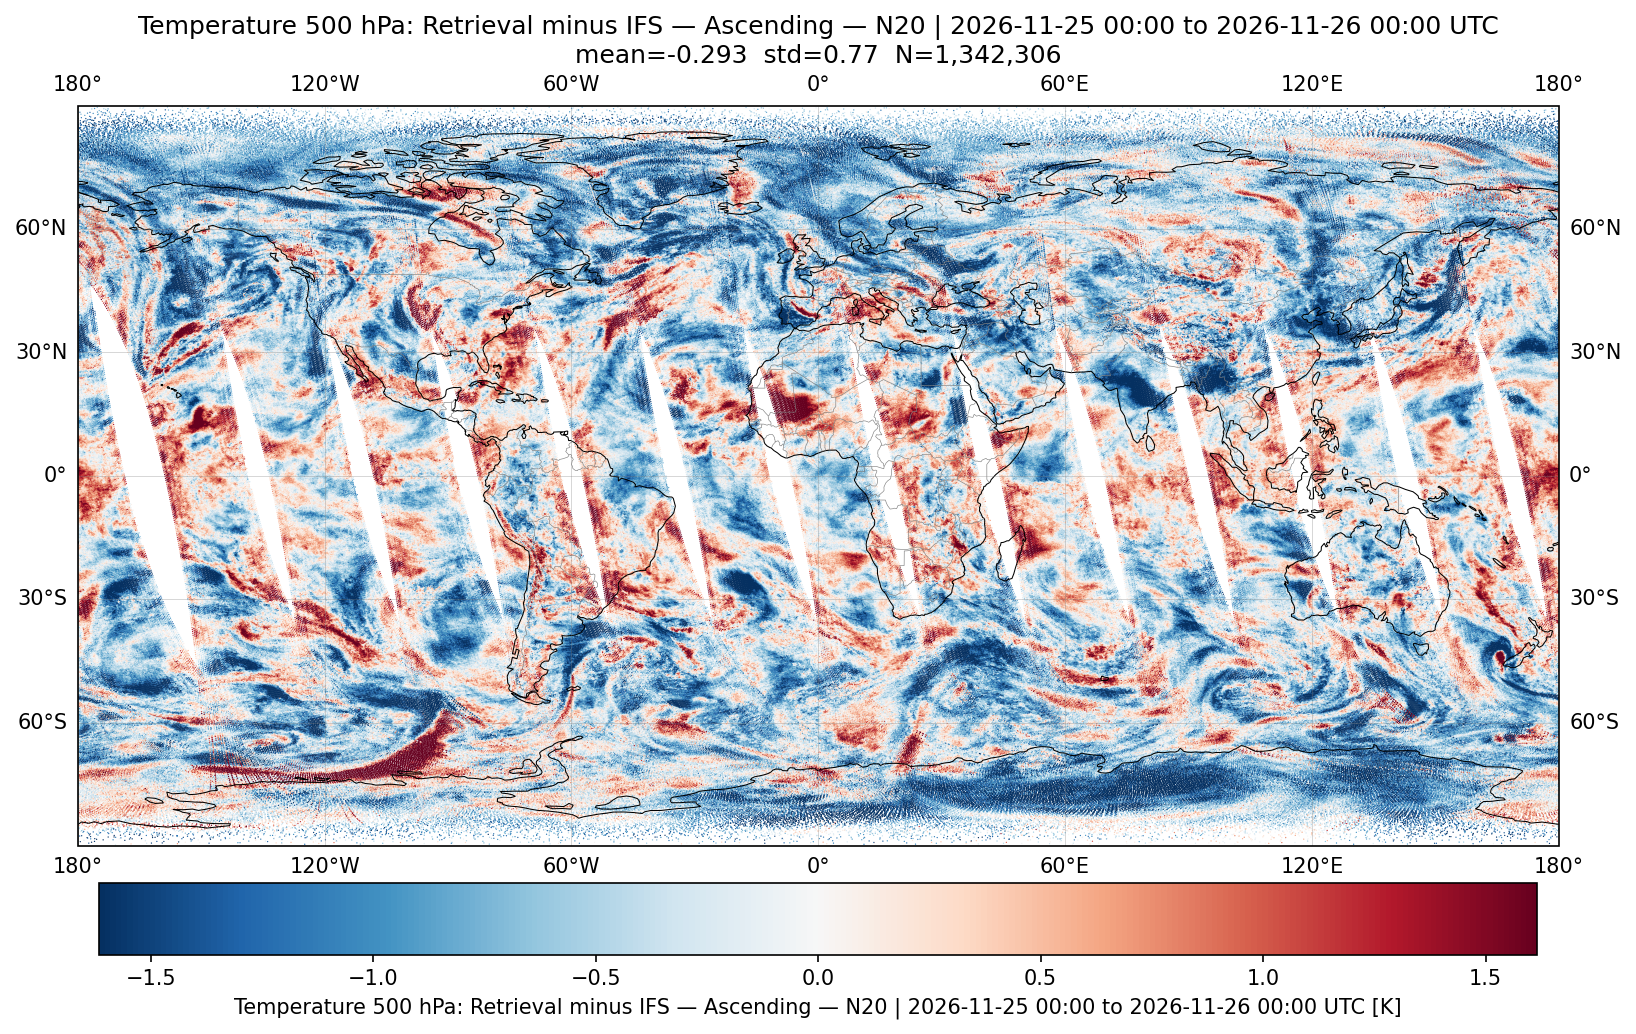 Temperature 500 hPa: Retrieval minus IFS — Ascending — N20 | 2026-11-25 00:00 to 2026-11-26 00:00 UTC
mean=-0.293  std=0.77  N=1,342,306
180° 120°W 60°W 0° 60°E 120°E 180°
60°N 60°N
30°N 30°N
0° 0°
30°S 30°S
60°S 60°S
180° 120°W 60°W 0° 60°E 120°E 180°
−1.5 −1.0 −0.5 0.0 0.5 1.0 1.5
Temperature 500 hPa: Retrieval minus IFS — Ascending — N20 | 2026-11-25 00:00 to 2026-11-26 00:00 UTC [K]